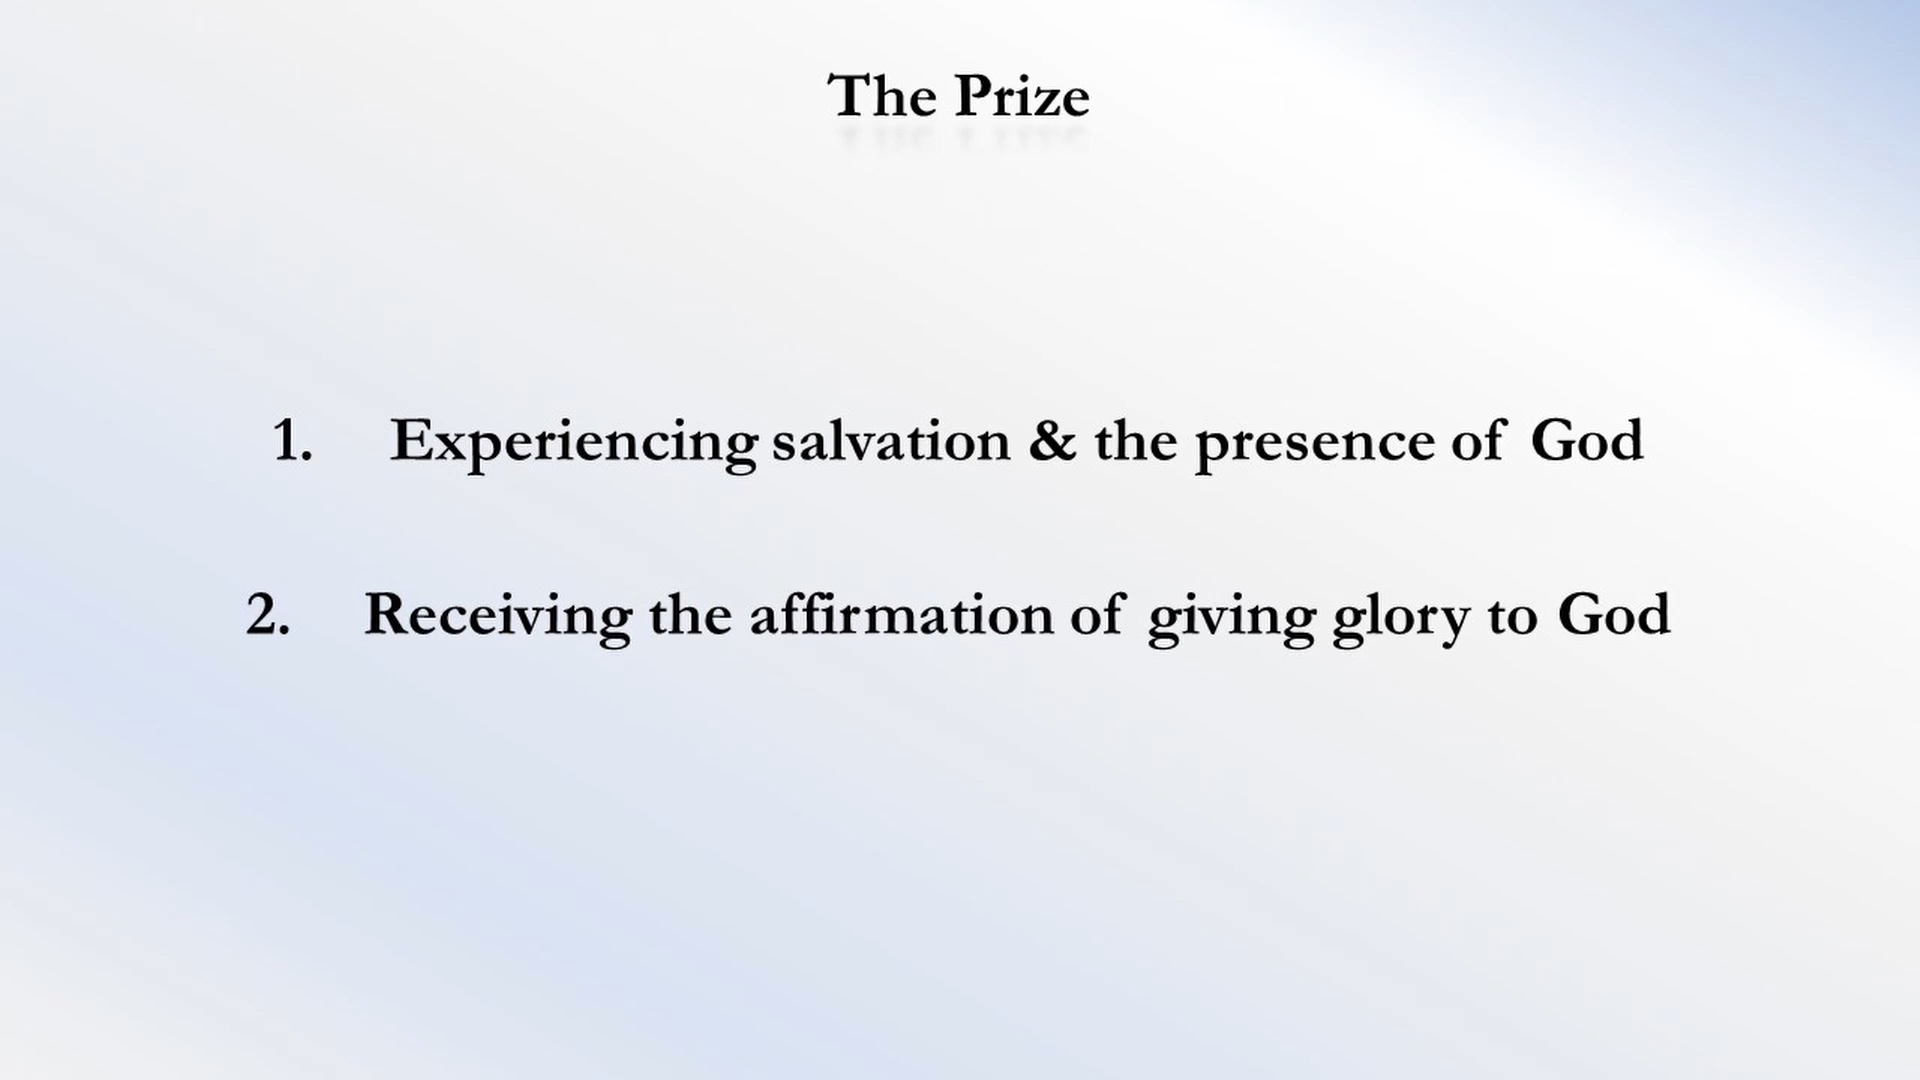 The Prize
1. Experiencing salvation & the presence of God
2. Receiving the affirmation of giving glory to God